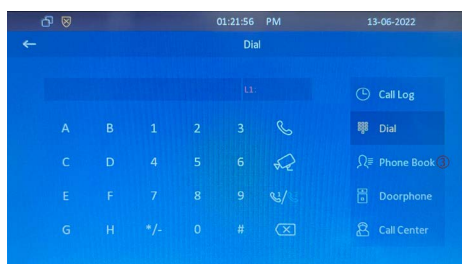 01:21:56 PM 13-06-2022
Dial
L1:
Call Log
A B 1 2 3
Dial
C D 4 5 6
Phone Book ①
E F 7 8 9
Doorphone
G H */- 0 #
Call Center